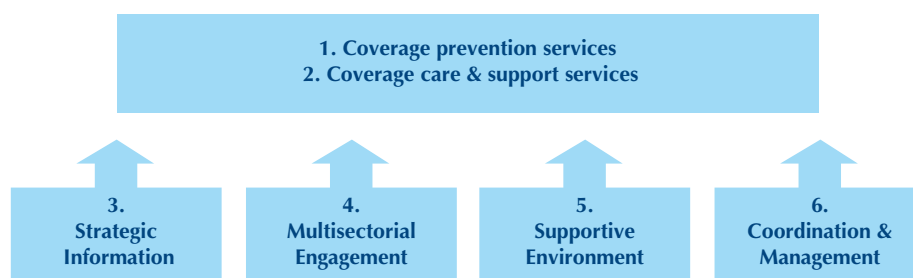 1. Coverage prevention services
2. Coverage care & support services
3.
Strategic
Information
4.
Multisectorial
Engagement
5.
Supportive
Environment
6.
Coordination &
Management